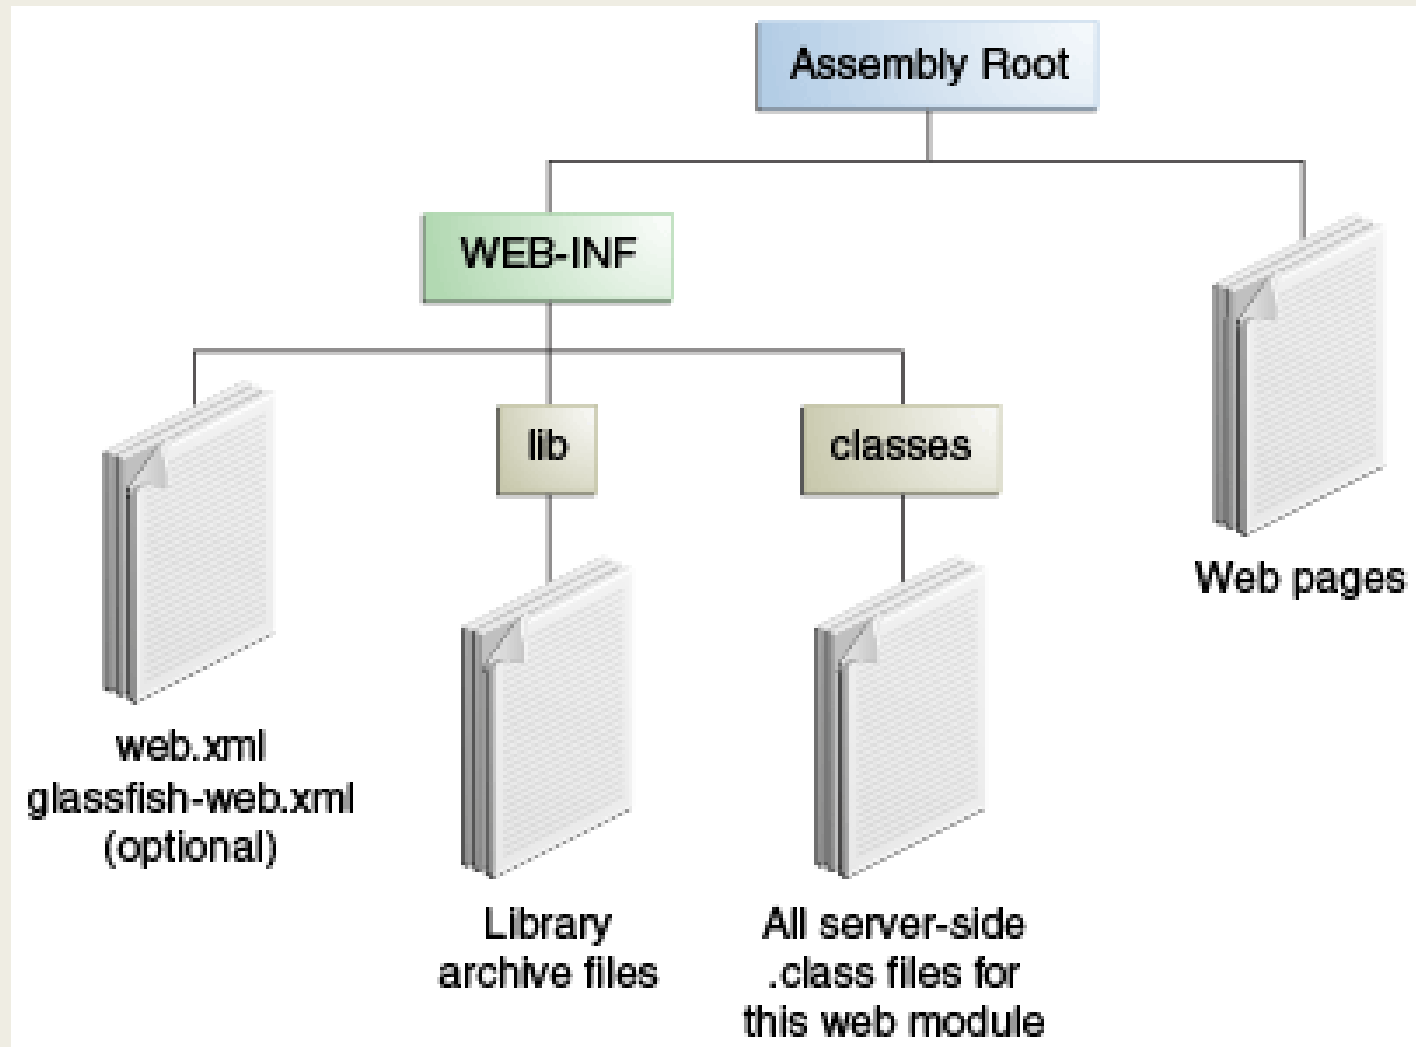 Assembly Root
WEB-INF
lib
classes
Web pages
web.xml
glassfish-web.xml
(optional)
Library
archive files
All server-side
.class files for
this web module